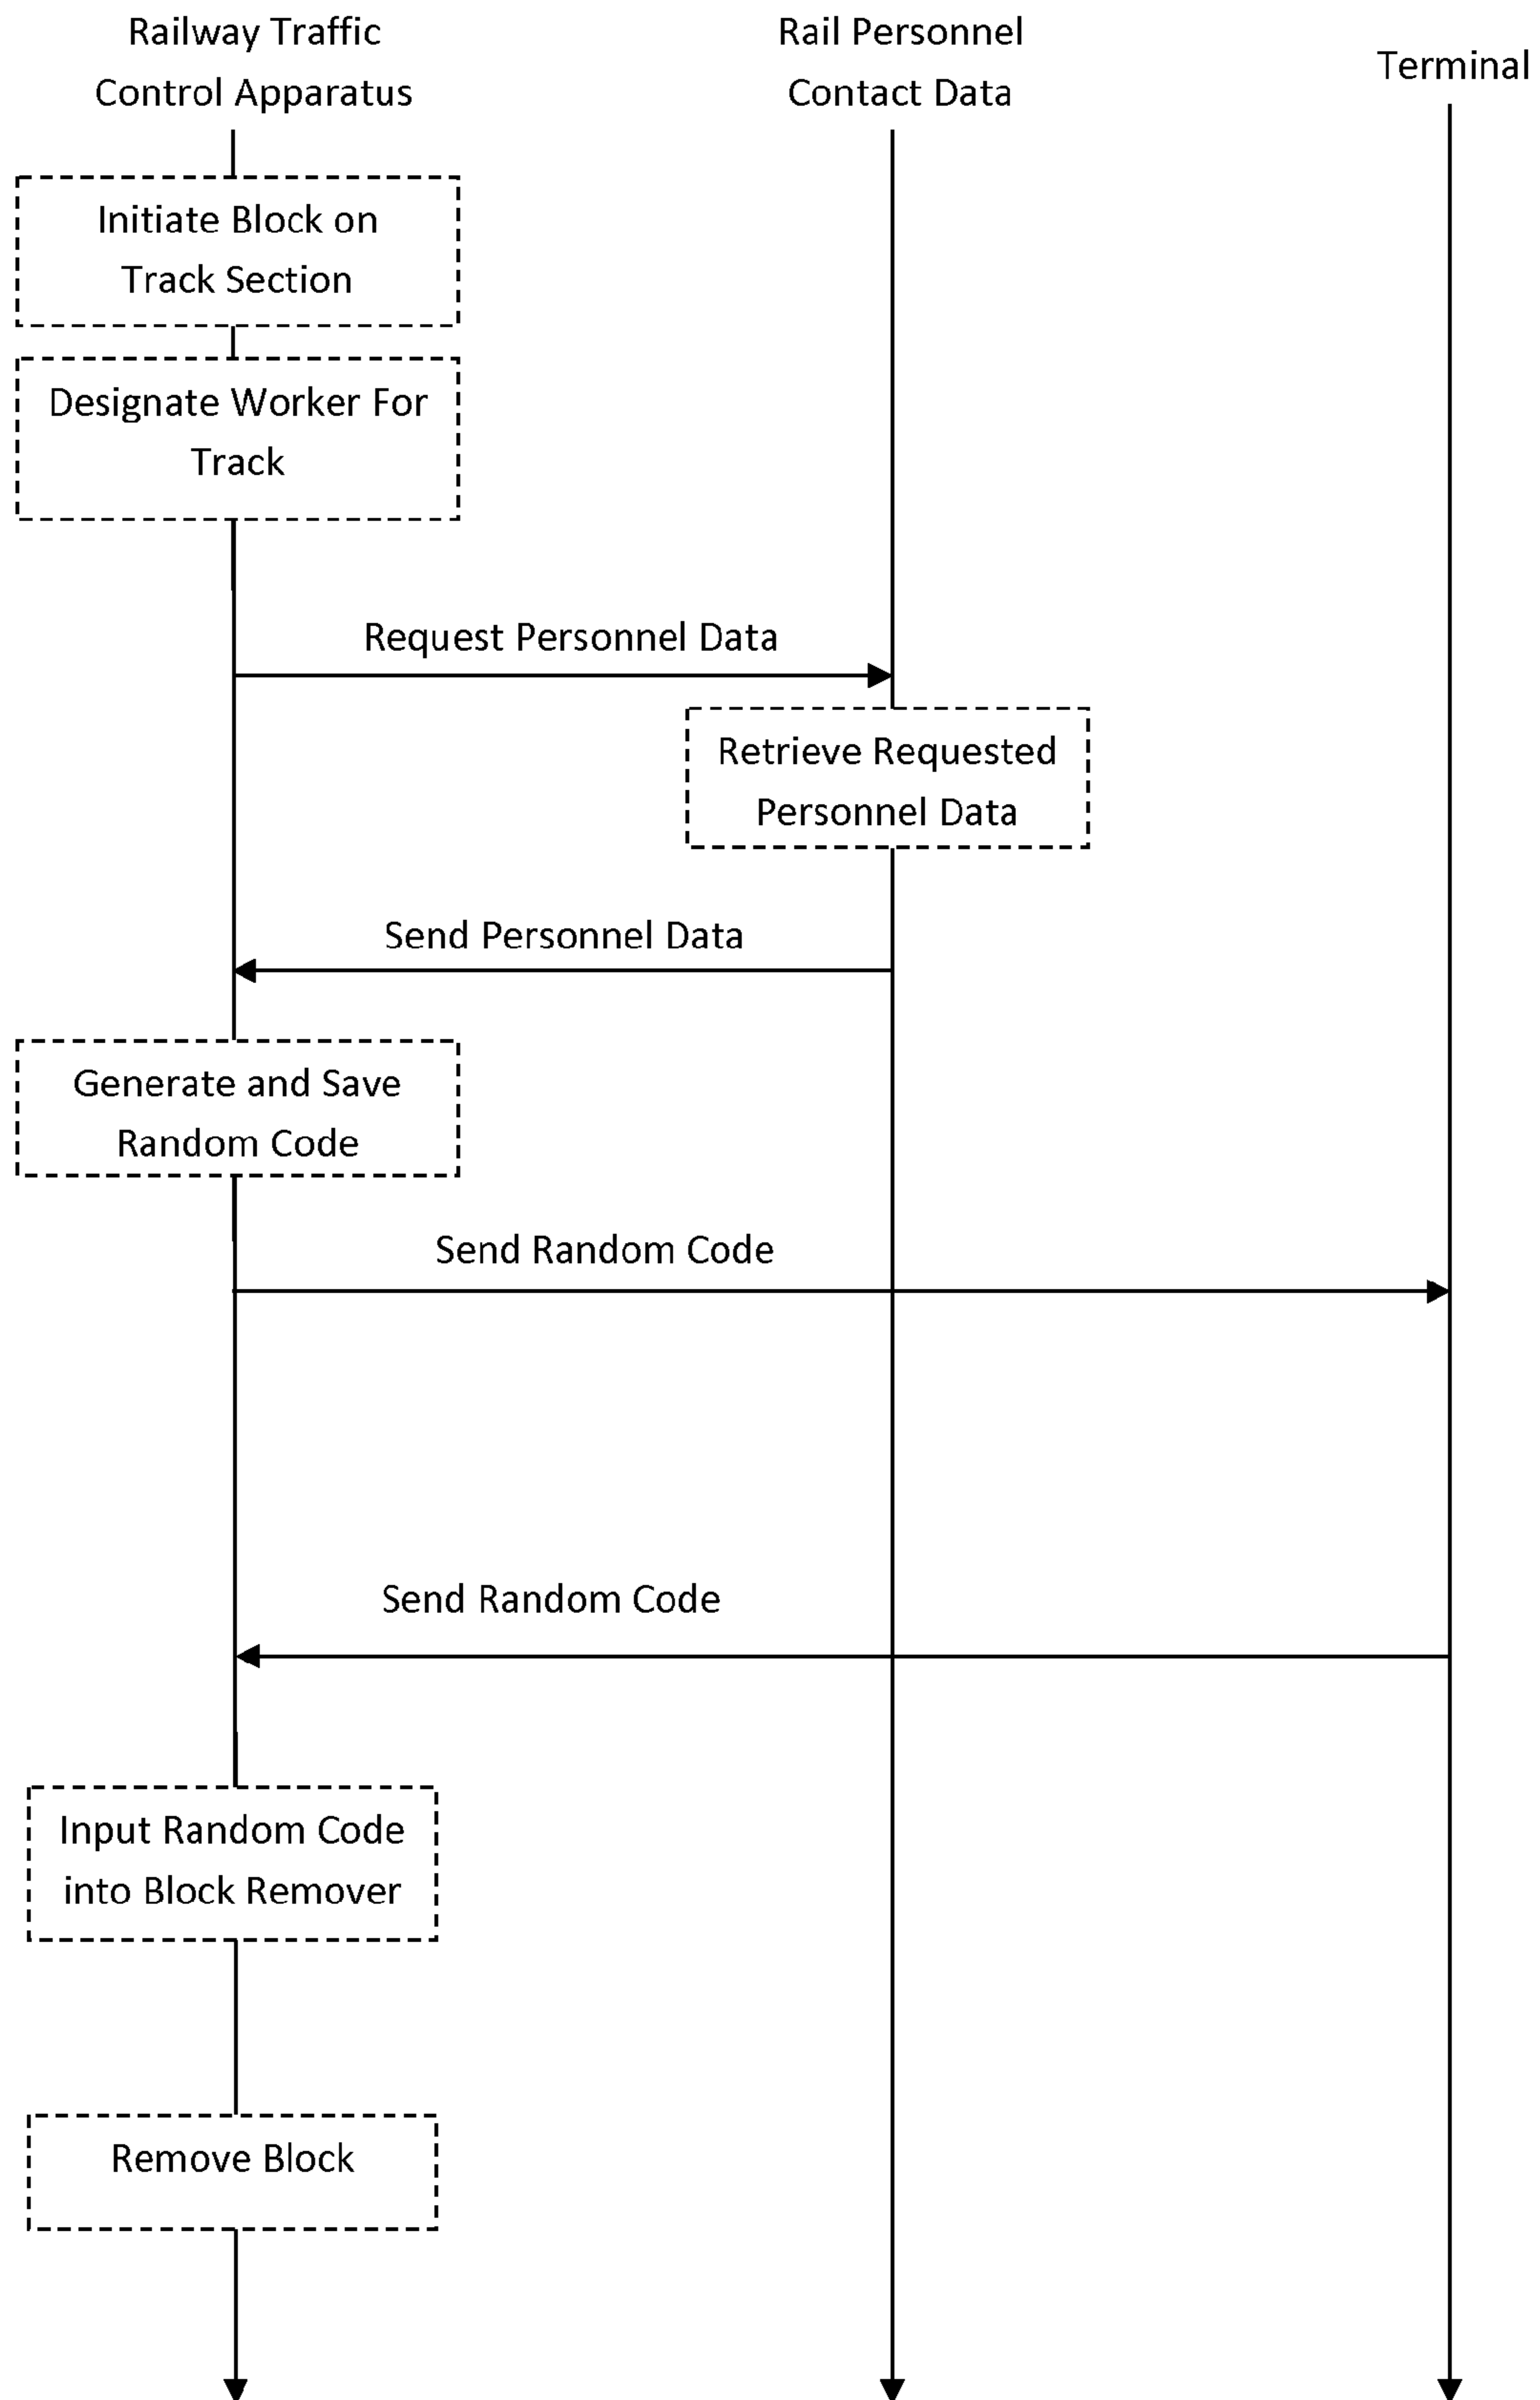 Railway Traffic
Control Apparatus
Rail Personnel
Contact Data
Terminal
Initiate Block on
Track Section
Designate Worker For
Track
Request Personnel Data
Retrieve Requested
Personnel Data
Send Personnel Data
Generate and Save
Random Code
Send Random Code
Send Random Code
Input Random Code
into Block Remover
Remove Block